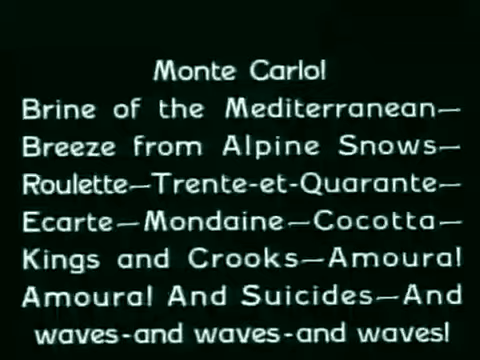 Monte Carlo!
Brine of the Mediterranean—
Breeze from Alpine Snows—
Roulette—Trente-et-Quarante—
Ecarte—Mondaine—Cocotta—
Kings and Crooks—Amoura!
Amoura! And Suicides—And
waves-and waves-and waves!